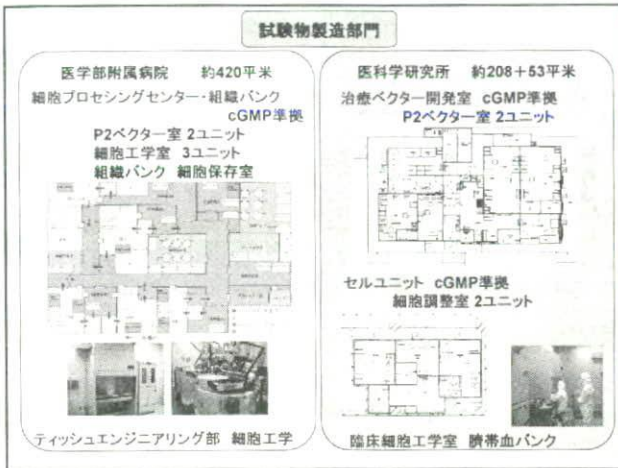 試験物製造部門
医学部附属病院　約420平米
細胞プロセシングセンター・組織バンク
cGMP準拠
P2ベクター室 2ユニット
細胞工学室 3ユニット
組織バンク 細胞保存室
ティッシュエンジニアリング部 細胞工学
医科学研究所　約208＋53平米
治療ベクター開発室 cGMP準拠
P2ベクター室 2ユニット
セルユニット cGMP準拠
細胞調整室 2ユニット
臨床細胞工学室 臍帯血バンク